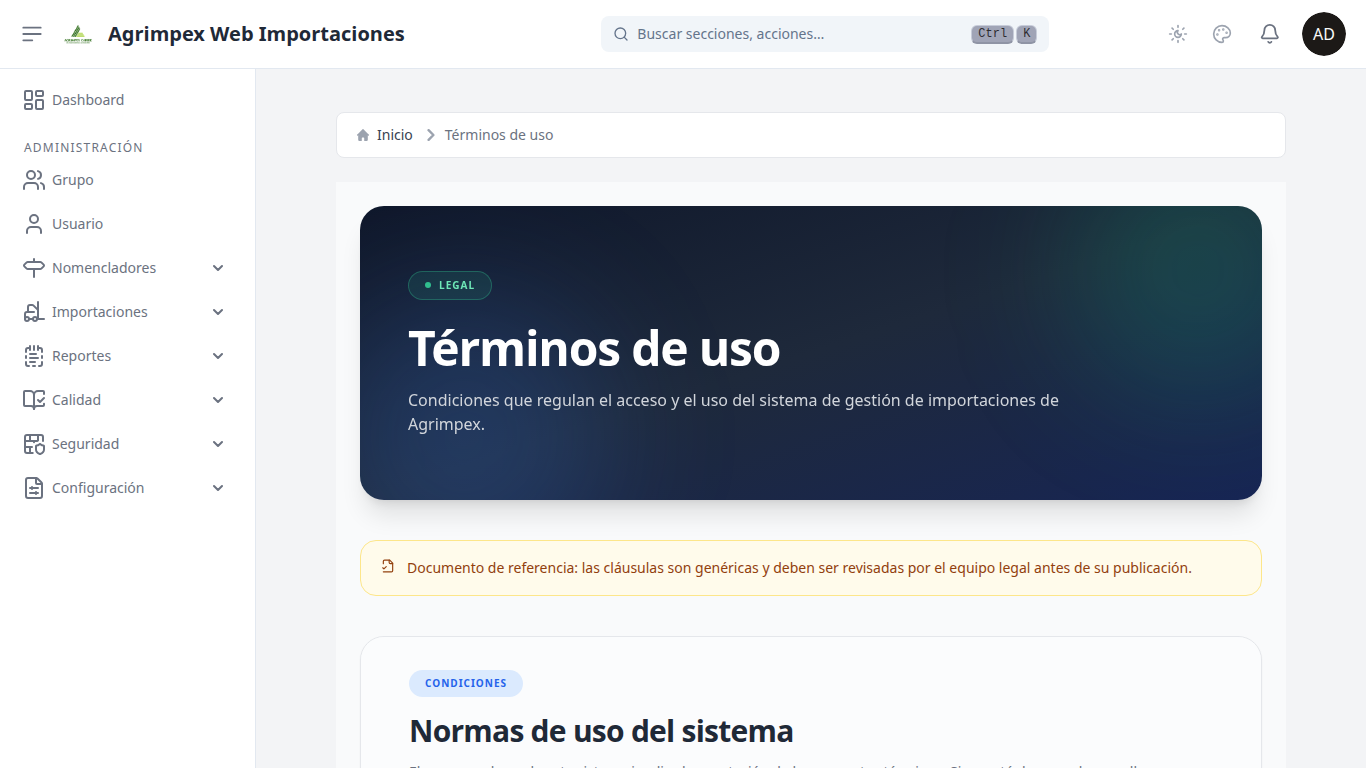 Agrimpex Web Importaciones
Buscar secciones, acciones...
Ctrl K
AD
Dashboard
ADMINISTRACIÓN
Grupo
Usuario
Nomencladores
Importaciones
Reportes
Calidad
Seguridad
Configuración
Inicio
Términos de uso
LEGAL
Términos de uso
Condiciones que regulan el acceso y el uso del sistema de gestión de importaciones de
Agrimpex.
Documento de referencia: las cláusulas son genéricas y deben ser revisadas por el equipo legal antes de su publicación.
CONDICIONES
Normas de uso del sistema